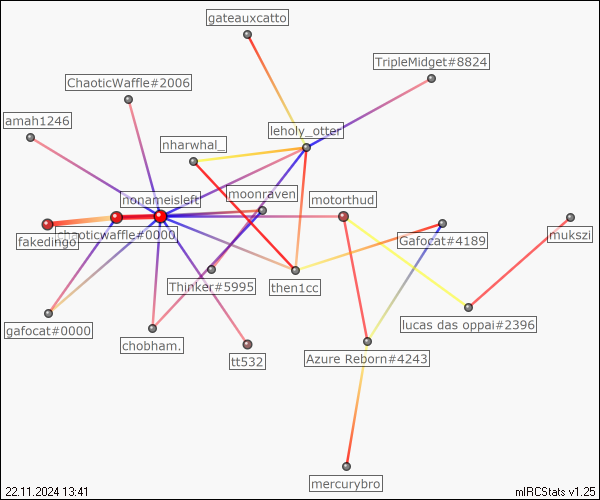 gateauxcatto
TripleMidget#8824
ChaoticWaffle#2006
amah1246
leholy_otter
nharwhal_
nonameisleft
moonraven
motorthud
fakedingo
chaoticwaffle#0000
Gafocat#4189
mukszi
Thinker#5995
then1cc
gafocat#0000
lucas das oppai#2396
chobham.
tt532
Azure Reborn#4243
mercurybro
22.11.2024 13:41
mIRCStats v1.25